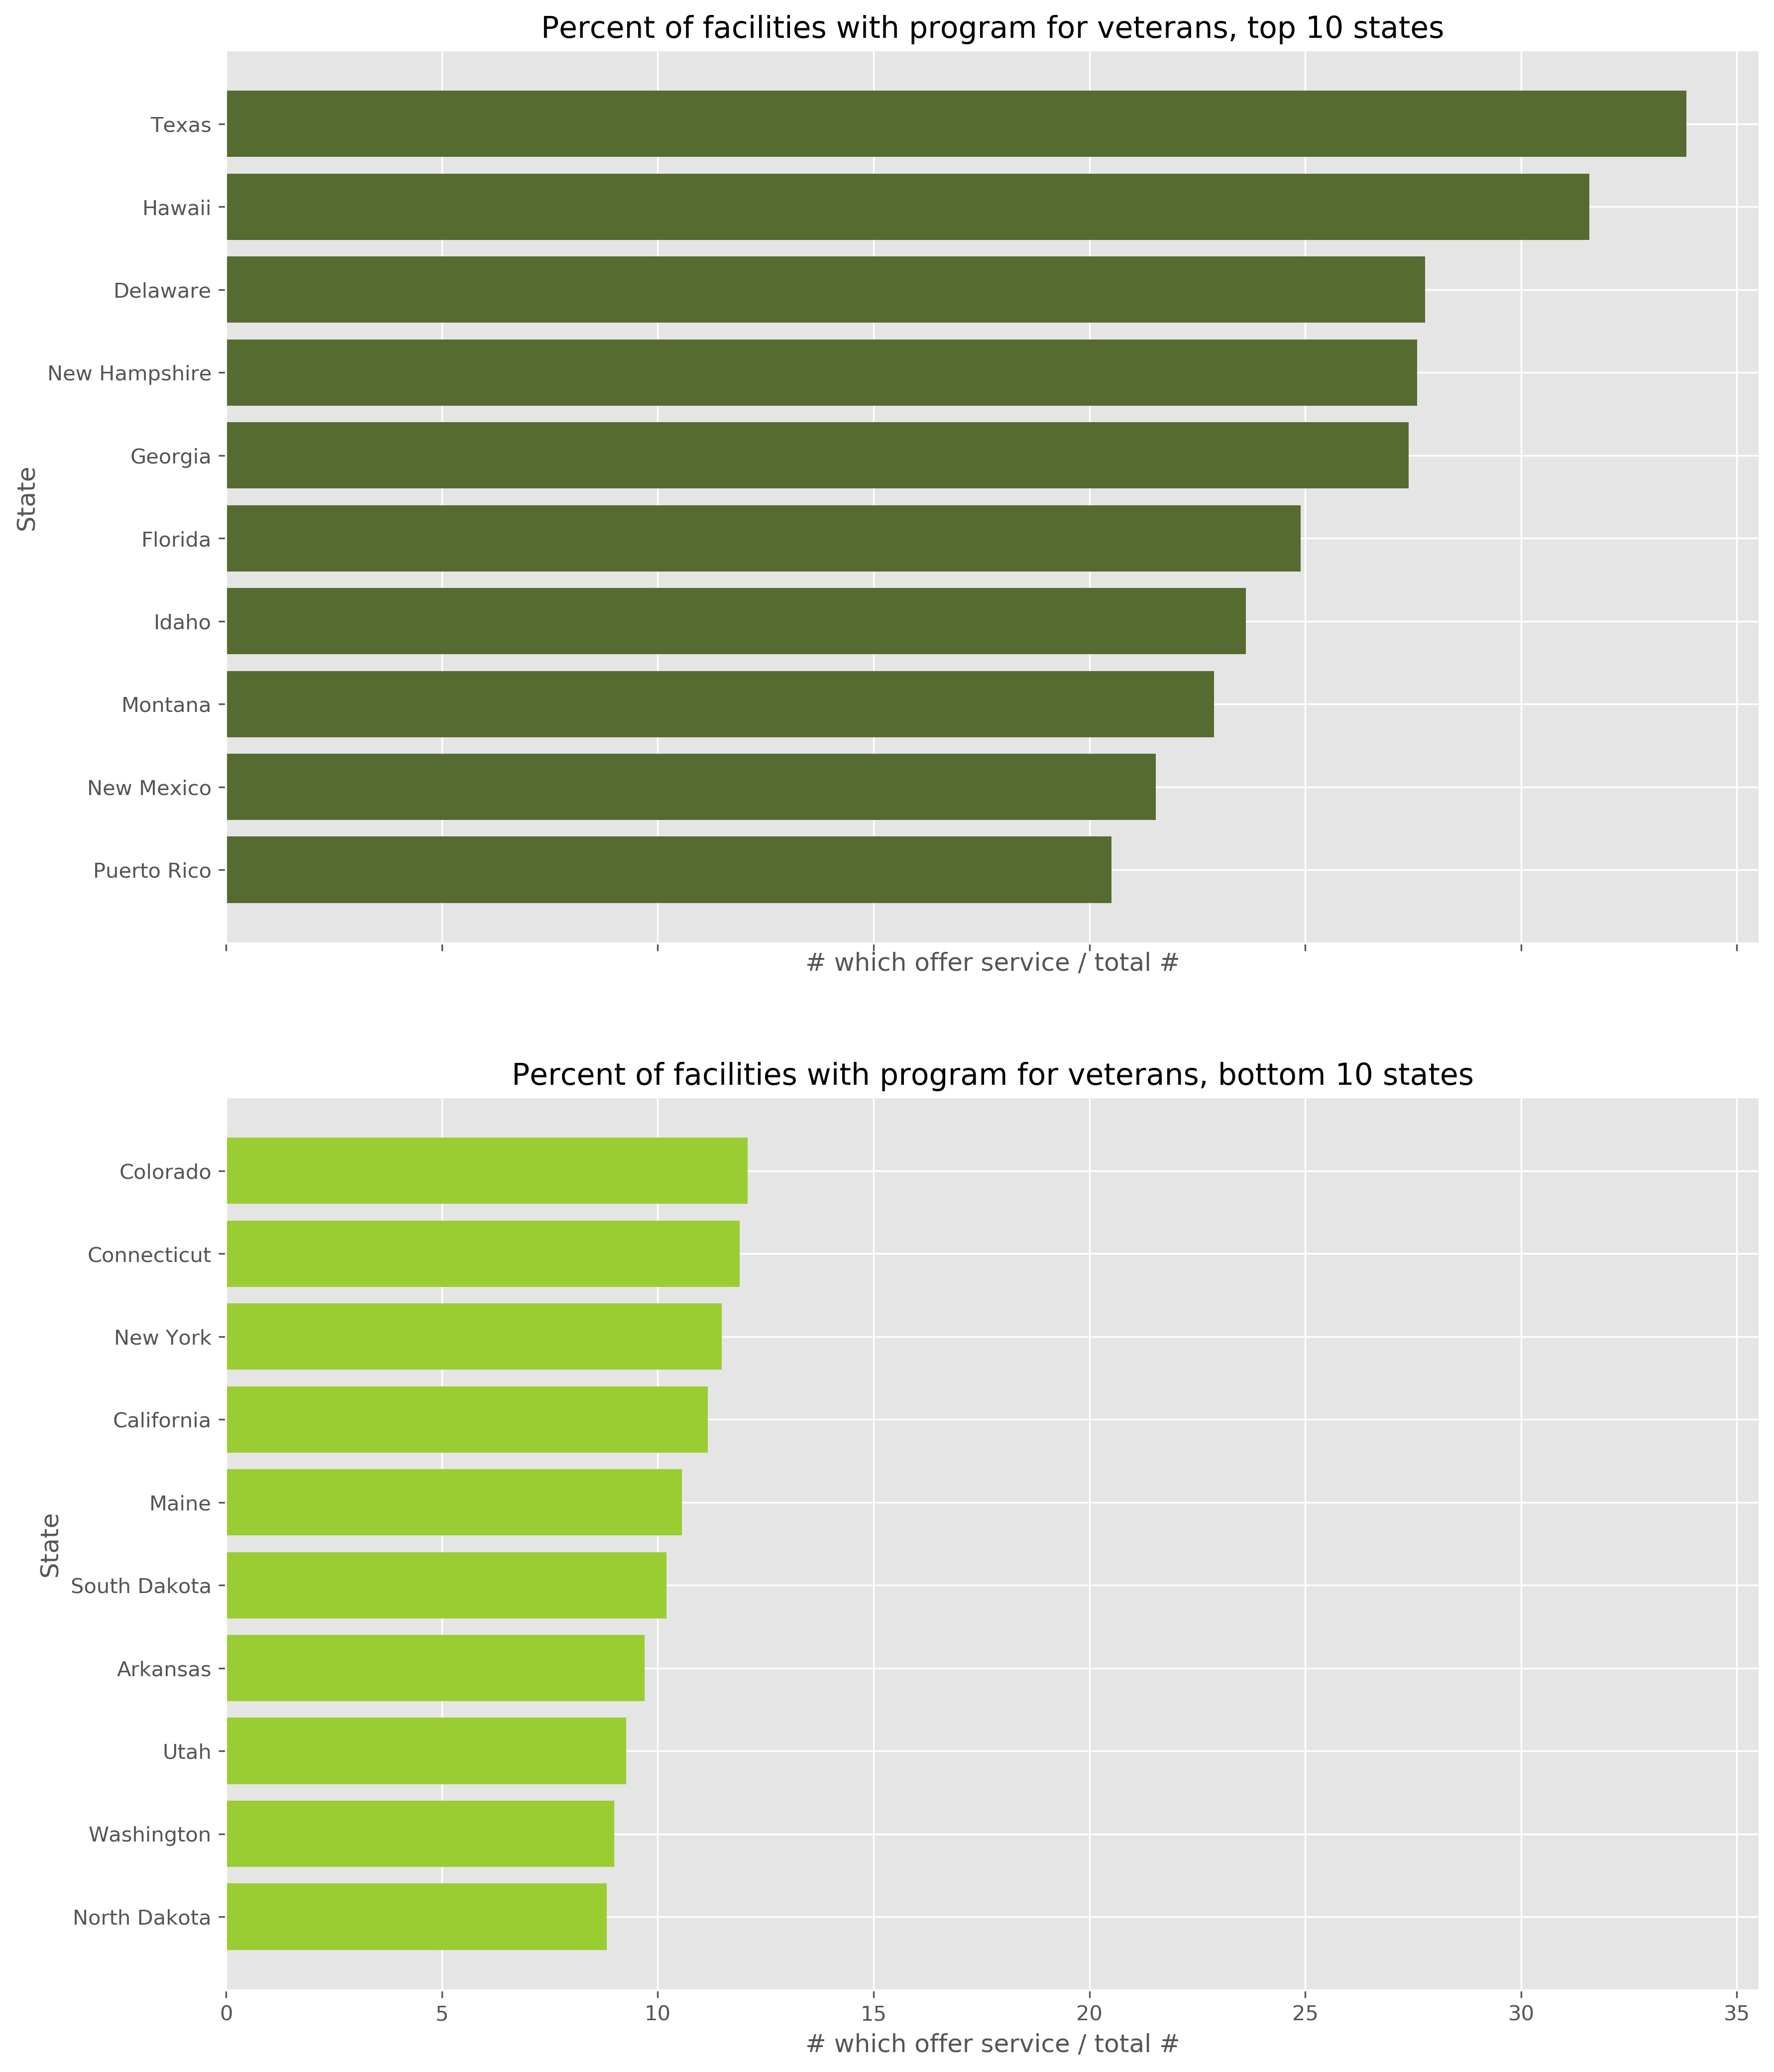 Percent of facilities with program for veterans, top 10 states
State
Texas
Hawaii
Delaware
New Hampshire
Georgia
Florida
Idaho
Montana
New Mexico
Puerto Rico
# which offer service / total #
Percent of facilities with program for veterans, bottom 10 states
State
Colorado
Connecticut
New York
California
Maine
South Dakota
Arkansas
Utah
Washington
North Dakota
0 5 10 15 20 25 30 35
# which offer service / total #